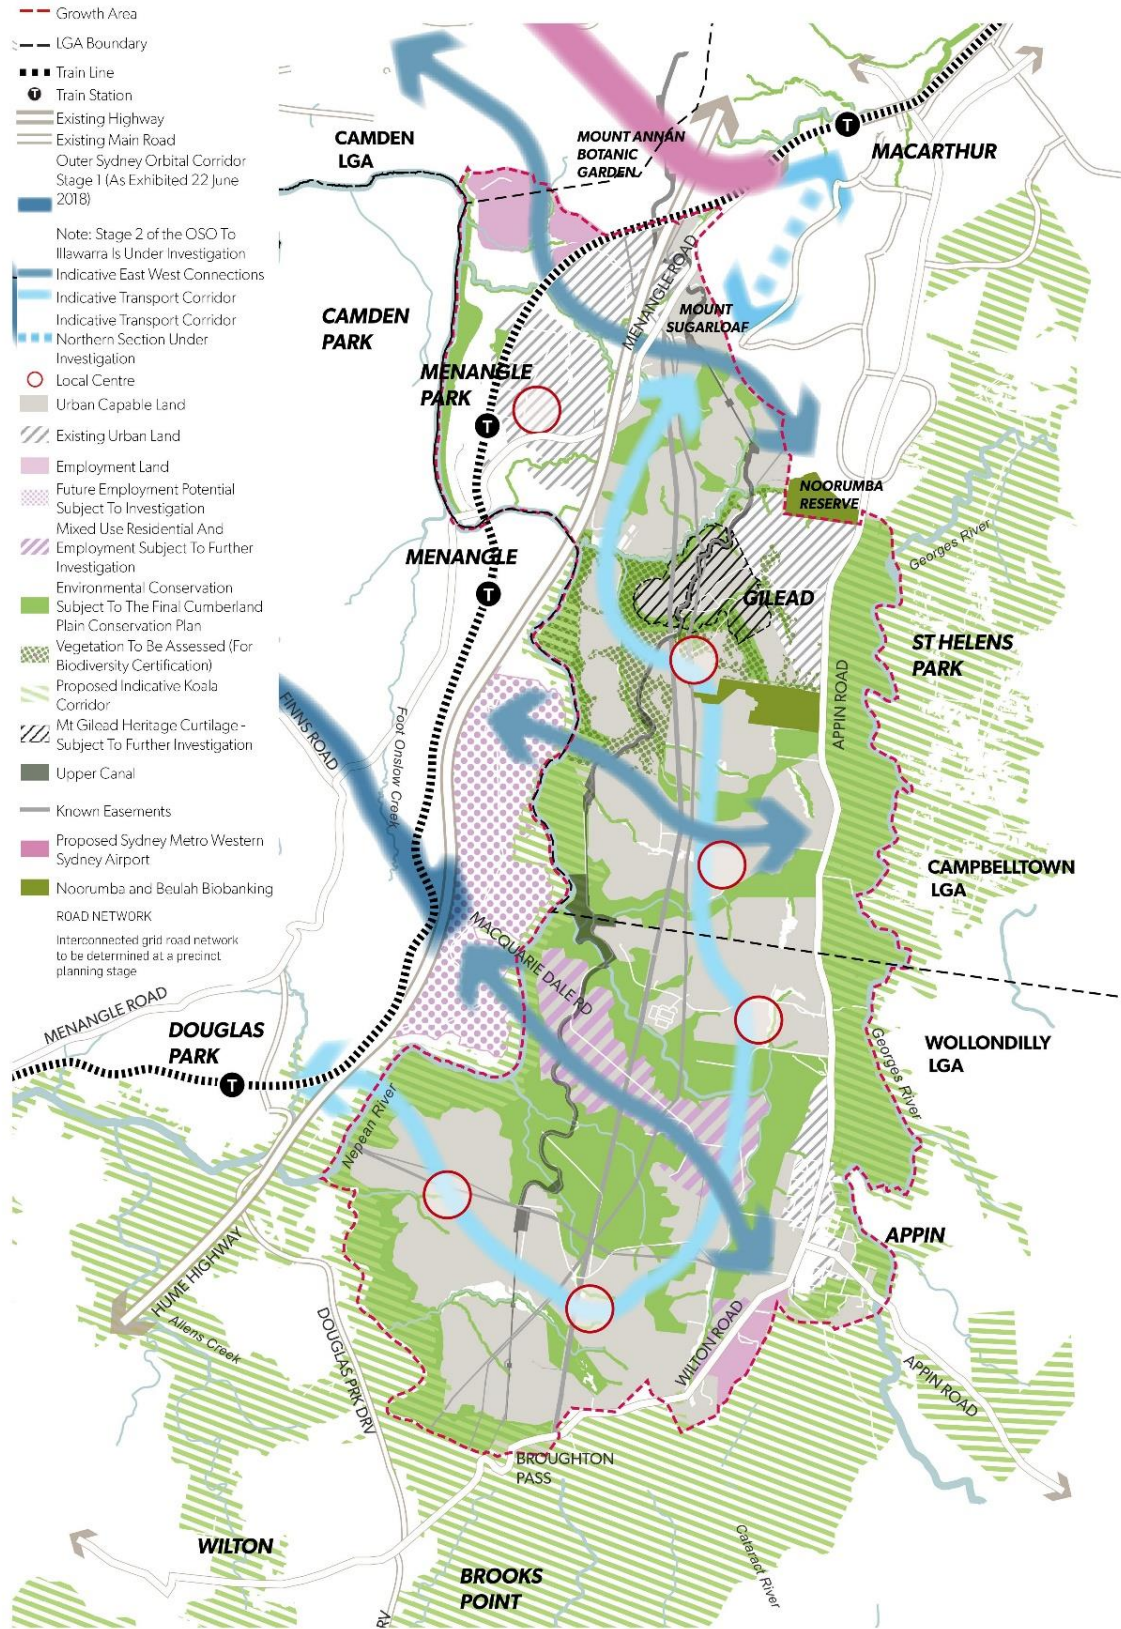 Growth Area
LGA Boundary
Train Line
T
Train Station
Existing Highway
Existing Main Road
Outer Sydney Orbital Corridor
Stage 1 (As Exhibited 22 June
2018)
Note: Stage 2 of the OSO To
Illawarra Is Under Investigation
Indicative East West Connections
Indicative Transport Corridor
Indicative Transport Corridor
Northern Section Under
Investigation
Local Centre
Urban Capable Land
Existing Urban Land
Employment Land
Future Employment Potential
Subject To Investigation
Mixed Use Residential And
Employment Subject To Further
Investigation
Environmental Conservation
Subject To The Final Cumberland
Plain Conservation Plan
Vegetation To Be Assessed (For
Biodiversity Certification)
Proposed Indicative Koala
Corridor
Mt Gilead Heritage Curtilage -
Subject To Further Investigation
Upper Canal
Known Easements
Proposed Sydney Metro Western
Sydney Airport
Noorumba and Beulah Biobanking
ROAD NETWORK
Interconnected grid road network
to be determined at a precinct
planning stage
CAMDEN
LGA
MOUNT ANNAN
BOTANIC
GARDEN
T
MACARTHUR
MENANGLE ROAD
MOUNT
SUGARLOAF
CAMDEN
PARK
MENANGLE
PARK
T
NOORUMBA
RESERVE
Georges River
MENANGLE
T
GILEAD
ST HELENS
PARK
APPIN ROAD
FINNS ROAD
Foot Onslow Creek
CAMPBELLTOWN
LGA
MACQUARIE DALE RD
MENANGLE ROAD
DOUGLAS
PARK
T
WOLLONDILLY
LGA
Georges River
Nepean River
APPIN
HUME HIGHWAY
Allens Creek
DOUGLAS PRK DRV
WILTON ROAD
APPIN ROAD
BROUGHTON
PASS
WILTON
BROOKS
POINT
Cataract River
RV